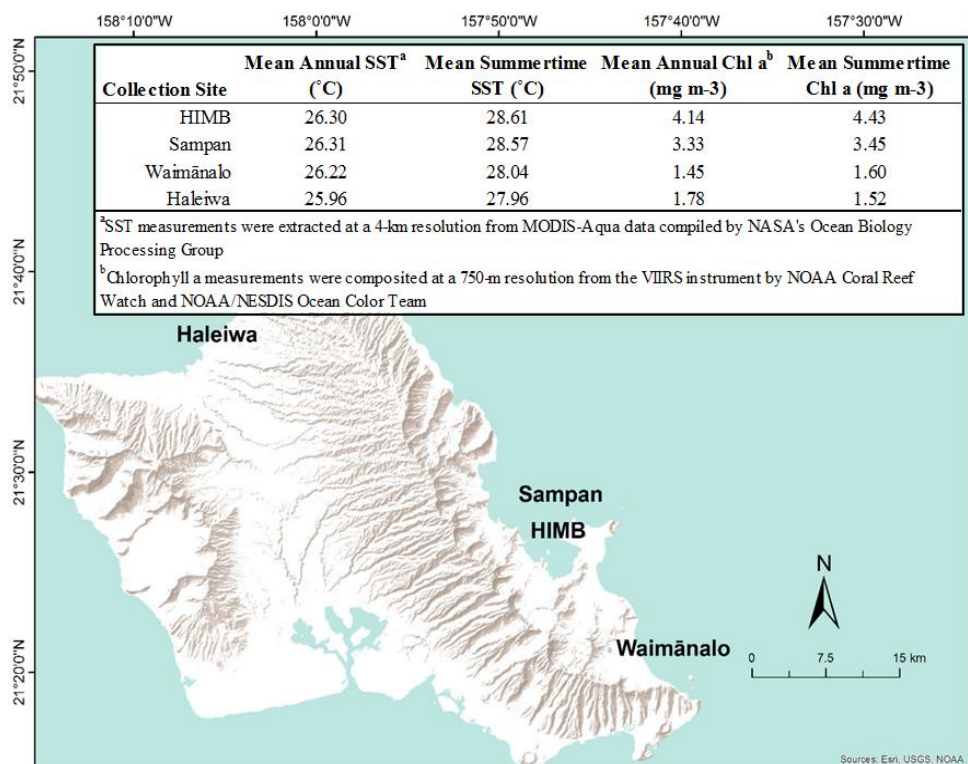 158°10'0"W 158°0'0"W 157°50'0"W 157°40'0"W 157°30'0"W
21°50'0"N
21°40'0"N
21°30'0"N
21°20'0"N
Mean Annual SSTᵃ Mean Summertime Mean Annual Chl aᵇ Mean Summertime
Collection Site (˚C) SST (˚C) (mg m-3) Chl a (mg m-3)
HIMB 26.30 28.61 4.14 4.43
Sampan 26.31 28.57 3.33 3.45
Waimānalo 26.22 28.04 1.45 1.60
Haleiwa 25.96 27.96 1.78 1.52
ᵃSST measurements were extracted at a 4-km resolution from MODIS-Aqua data compiled by NASA's Ocean Biology
Processing Group
ᵇChlorophyll a measurements were composited at a 750-m resolution from the VIIRS instrument by NOAA Coral Reef
Watch and NOAA/NESDIS Ocean Color Team
Haleiwa
Sampan
HIMB
Waimānalo
N
0 7.5 15 km
Sources: Esri, USGS, NOAA